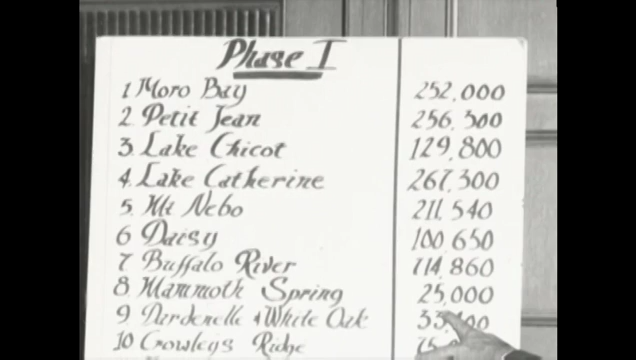 Phase I
1 Moro Bay 252,000
2. Petit Jean 256,300
3. Lake Chicot 129,800
4. Lake Catherine 267,300
5. Mt Nebo 211,540
6 Daisy 100,650
7 Buffalo River 114,860
8 Mammoth Spring 25,000
9 Dardenelle & White Oak
10 Crowleys Ridge